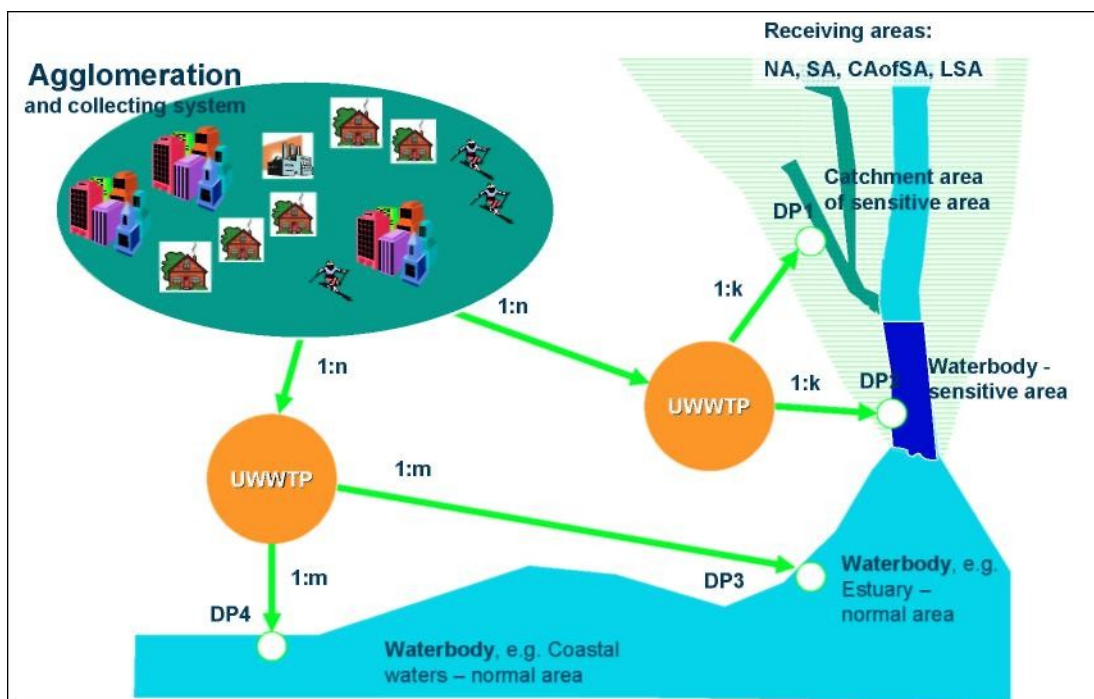 Receiving areas:
NA, SA, CAofSA, LSA
Agglomeration
and collecting system
Catchment area
of sensitive area
DP1
1:n
1:k
1:n
1:k
DP2
Waterbody -
sensitive area
UWWTP
UWWTP
1:m
1:m
DP3
Waterbody, e.g.
Estuary –
normal area
DP4
Waterbody, e.g. Coastal
waters – normal area